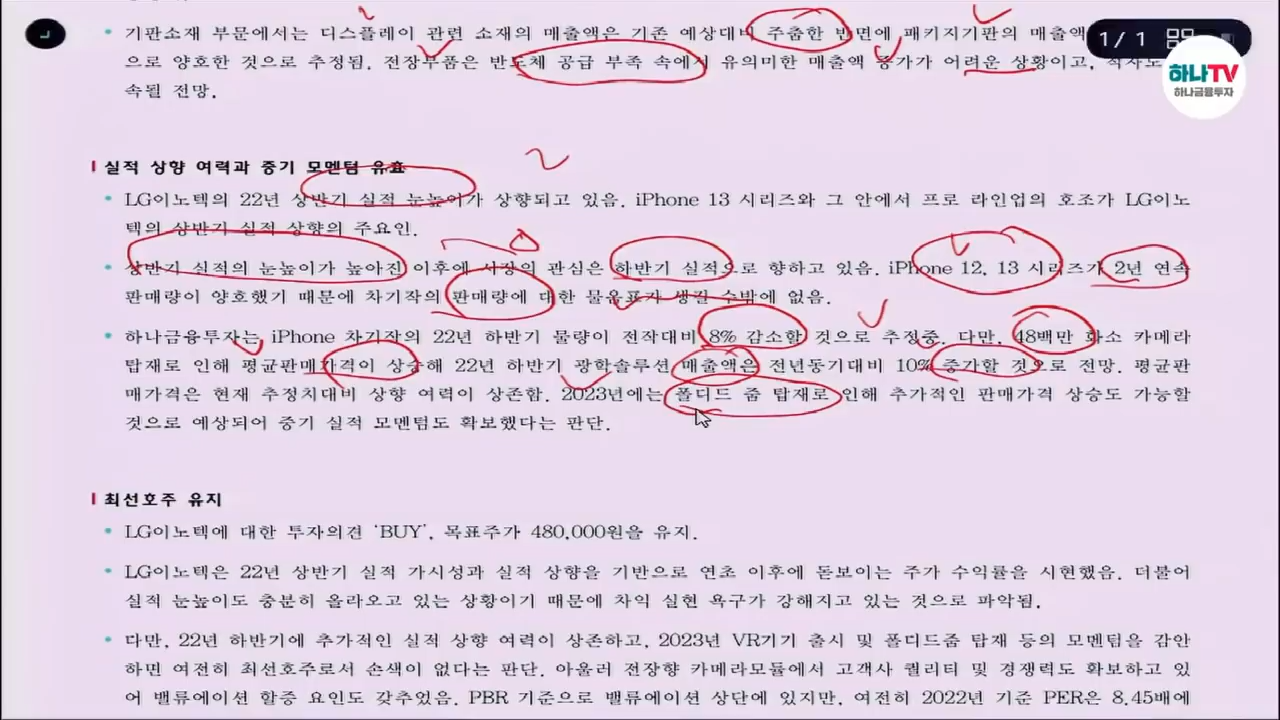 기판소재 부문에서는 디스플레이 관련 소재의 매출액은 기존 예상대비 주춤한 반면에 패키지기판의 매출액
으로 양호한 것으로 추정됨. 전장부품은 반도체 공급 부족 속에서 유의미한 매출액 증가가 어려운 상황이고, 적자도
속될 전망.
1 / 1
하나TV
하나금융투자
실적 상향 여력과 중기 모멘텀 유효
LG이노텍의 22년 상반기 실적 눈높이가 상향되고 있음. iPhone 13 시리즈와 그 안에서 프로 라인업의 호조가 LG이노
텍의 상반기 실적 상향의 주요인.
상반기 실적의 눈높이가 높아진 이후에 시장의 관심은 하반기 실적으로 향하고 있음. iPhone 12, 13 시리즈가 2년 연속
판매량이 양호했기 때문에 차기작의 판매량에 대한 물음표가 생길 수밖에 없음.
하나금융투자는 iPhone 차기작의 22년 하반기 물량이 전작대비 8% 감소할 것으로 추정중. 다만, 48백만 화소 카메라
탑재로 인해 평균판매가격이 상승해 22년 하반기 광학솔루션 매출액은 전년동기대비 10% 증가할 것으로 전망. 평균판
매가격은 현재 추정치대비 상향 여력이 상존함. 2023년에는 폴디드 줌 탑재로 인해 추가적인 판매가격 상승도 가능할
것으로 예상되어 중기 실적 모멘텀도 확보했다는 판단.
최선호주 유지
LG이노텍에 대한 투자의견 'BUY', 목표주가 480,000원을 유지.
LG이노텍은 22년 상반기 실적 가시성과 실적 상향을 기반으로 연초 이후에 돋보이는 주가 수익률을 시현했음. 더불어
실적 눈높이도 충분히 올라오고 있는 상황이기 때문에 차익 실현 욕구가 강해지고 있는 것으로 파악됨.
다만, 22년 하반기에 추가적인 실적 상향 여력이 상존하고, 2023년 VR기기 출시 및 폴디드줌 탑재 등의 모멘텀을 감안
하면 여전히 최선호주로서 손색이 없다는 판단. 아울러 전장향 카메라모듈에서 고객사 퀄리티 및 경쟁력도 확보하고 있
어 밸류에이션 할증 요인도 갖추었음. PBR 기준으로 밸류에이션 상단에 있지만, 여전히 2022년 기준 PER은 8.45배에